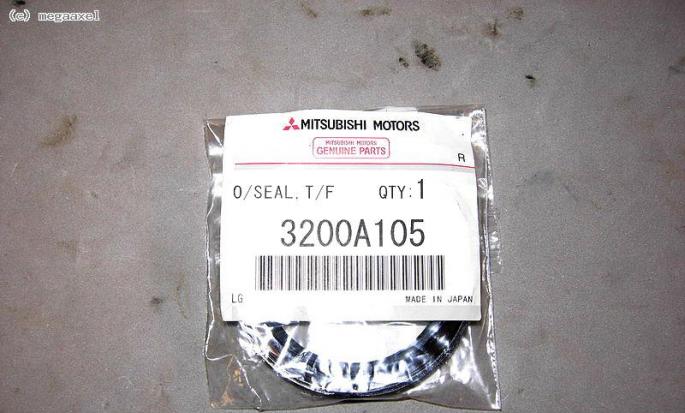 (c) megaaxel
MITSUBISHI MOTORS
MITSUBISHI MOTORS
GENUINE PARTS
R
O/SEAL,T/F QTY:1
3200A105
LG MADE IN JAPAN